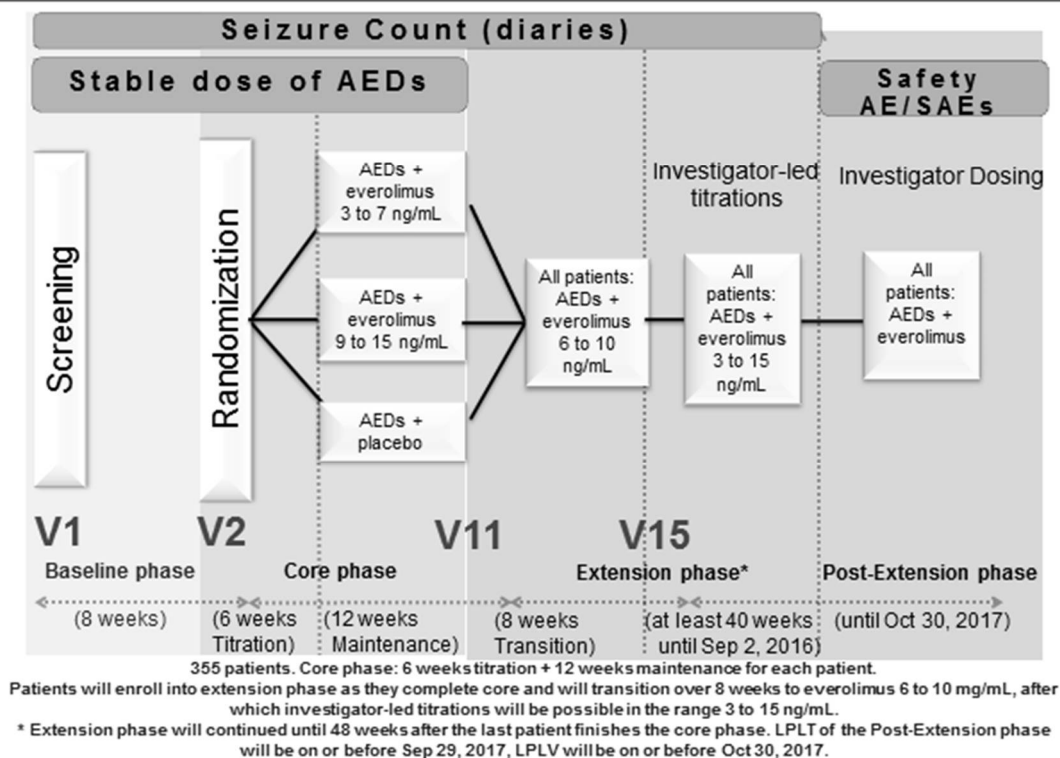 Seizure Count (diaries)
Stable dose of AEDs
Safety
AE/SAEs
Screening
Randomization
AEDs +
everolimus
3 to 7 ng/mL
AEDs +
everolimus
9 to 15 ng/mL
AEDs +
placebo
All patients:
AEDs +
everolimus
6 to 10
ng/mL
Investigator-led
titrations
All
patients:
AEDs +
everolimus
3 to 15
ng/mL
Investigator Dosing
All
patients:
AEDs +
everolimus
V1
V2
V11
V15
Baseline phase
Core phase
Extension phase*
Post-Extension phase
(8 weeks)
(6 weeks
Titration)
(12 weeks
Maintenance)
(8 weeks
Transition)
(at least 40 weeks
until Sep 2, 2016)
(until Oct 30, 2017)
355 patients. Core phase: 6 weeks titration + 12 weeks maintenance for each patient.
Patients will enroll into extension phase as they complete core and will transition over 8 weeks to everolimus 6 to 10 mg/mL, after
which investigator-led titrations will be possible in the range 3 to 15 ng/mL.
* Extension phase will continued until 48 weeks after the last patient finishes the core phase. LPLT of the Post-Extension phase
will be on or before Sep 29, 2017, LPLV will be on or before Oct 30, 2017.